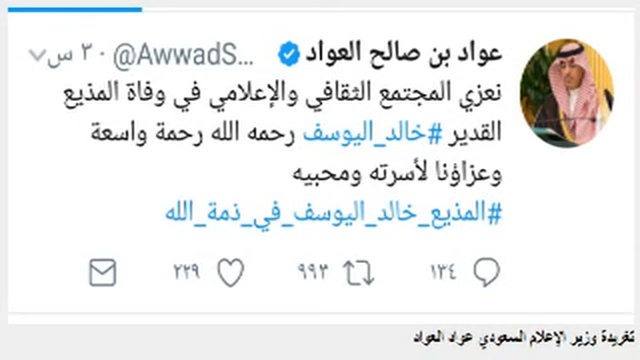 عواد بن صالح العواد @AwwadS... · ٣٠ س
نعزي المجتمع الثقافي والإعلامي في وفاة المذيع
القدير #خالد_اليوسف رحمه الله رحمة واسعة
وعزاؤنا لأسرته ومحبيه
#المذيع_خالد_اليوسف_في_ذمة_الله
١٣٤ ٩٩٣ ٢٢٩
تغريدة وزير الإعلام السعودي عواد العواد